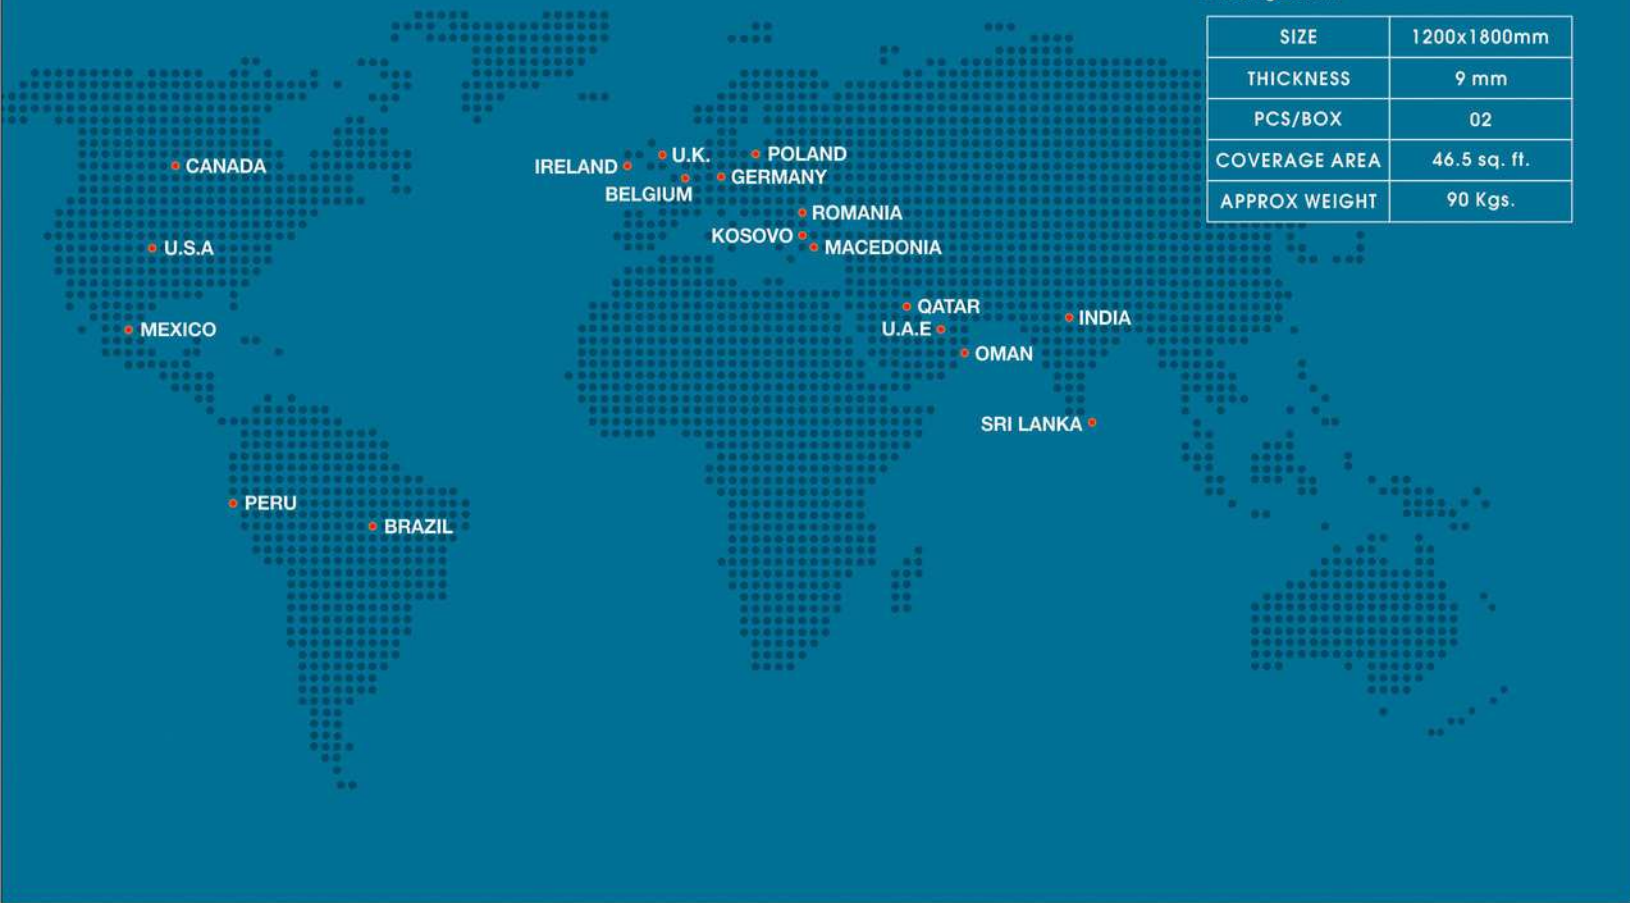 SIZE 1200x1800mm
THICKNESS 9 mm
PCS/BOX 02
COVERAGE AREA 46.5 sq. ft.
APPROX WEIGHT 90 Kgs.
CANADA
U.S.A
MEXICO
PERU
BRAZIL
IRELAND
U.K.
BELGIUM
POLAND
GERMANY
ROMANIA
KOSOVO
MACEDONIA
QATAR
U.A.E
OMAN
INDIA
SRI LANKA